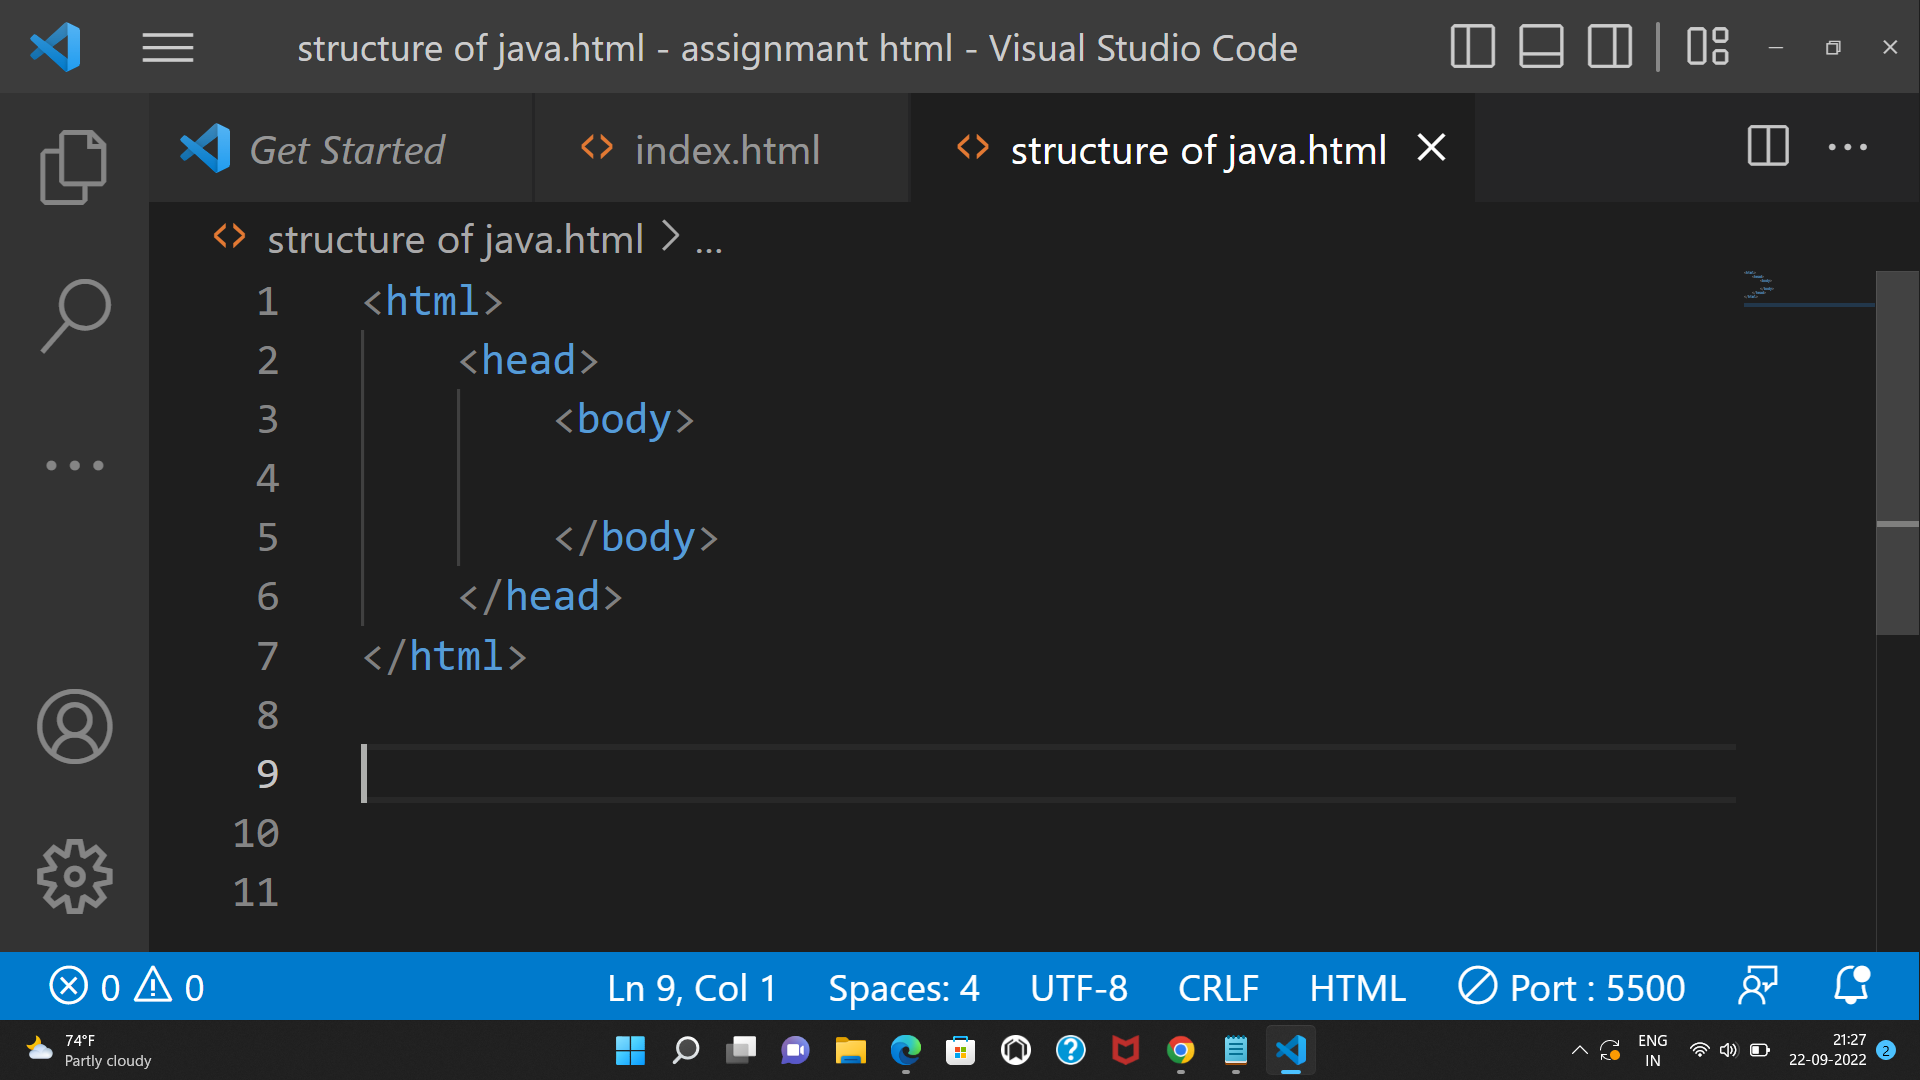 structure of java.html - assignmant html - Visual Studio Code
Get Started
index.html
structure of java.html
structure of java.html > ...
1 <html>
2 <head>
3 <body>
4
5 </body>
6 </head>
7 </html>
8
9
10
11
0 0 Ln 9, Col 1 Spaces: 4 UTF-8 CRLF HTML Port : 5500
74°F
Partly cloudy
ENG
IN
21:27
22-09-2022
2